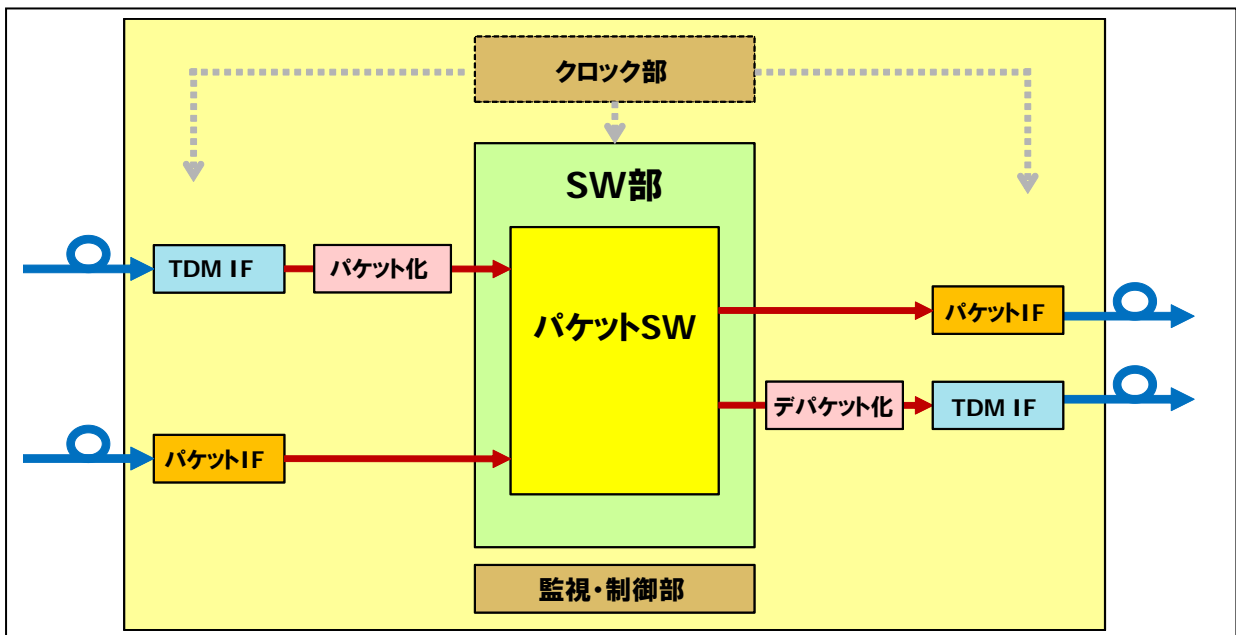 クロック部
SW部
TDM IF
パケット化
パケットSW
パケットIF
デパケット化
TDM IF
パケットIF
監視・制御部